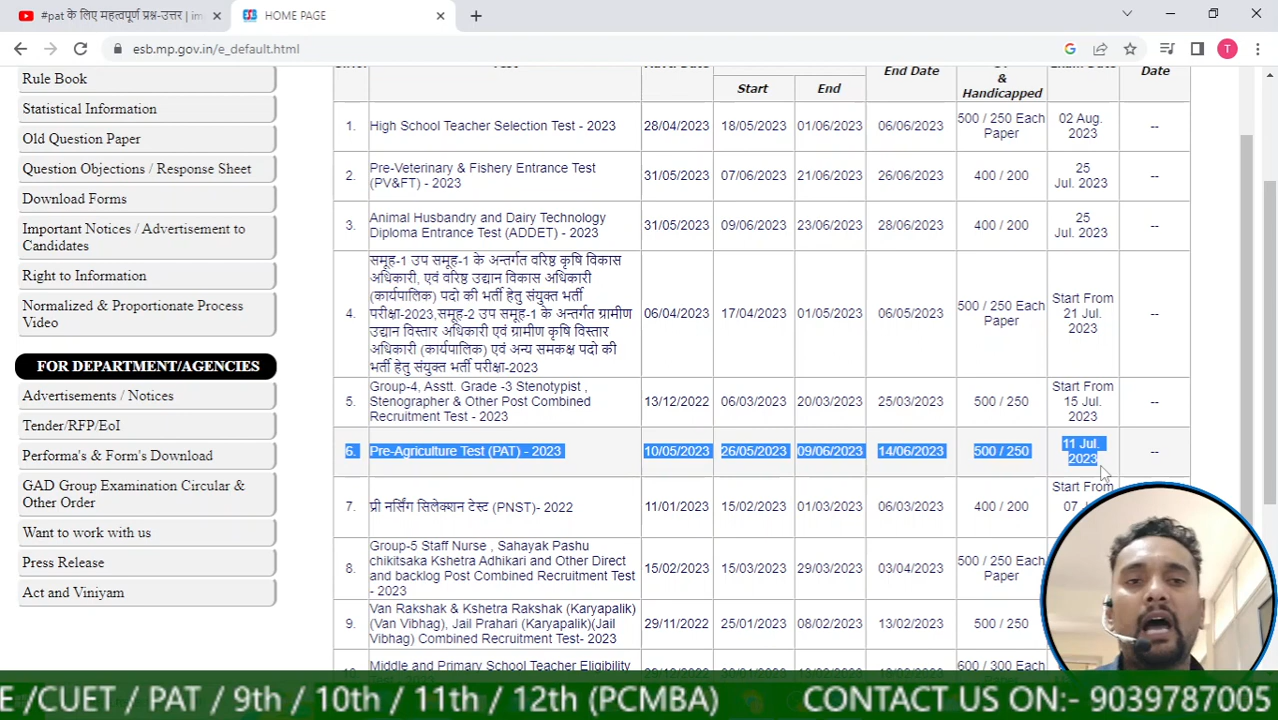 #pat के लिए महत्वपूर्ण प्रश्न-उत्तर | im
HOME PAGE
esb.mp.gov.in/e_default.html
T
Rule Book
Statistical Information
Old Question Paper
Question Objections / Response Sheet
Download Forms
Important Notices / Advertisement to
Candidates
Right to Information
Normalized & Proportionate Process
Video
FOR DEPARTMENT/AGENCIES
Advertisements / Notices
Tender/RFP/EoI
Performa's & Form's Download
GAD Group Examination Circular &
Other Order
Want to work with us
Press Release
Act and Viniyam
Start
End
End Date
&
Handicapped
Date
1. High School Teacher Selection Test - 2023 28/04/2023 18/05/2023 01/06/2023 06/06/2023 500 / 250 Each Paper 02 Aug. 2023 --
2. Pre-Veterinary & Fishery Entrance Test (PV&FT) - 2023 31/05/2023 07/06/2023 21/06/2023 26/06/2023 400 / 200 25 Jul. 2023 --
3. Animal Husbandry and Dairy Technology Diploma Entrance Test (ADDET) - 2023 31/05/2023 09/06/2023 23/06/2023 28/06/2023 400 / 200 25 Jul. 2023 --
4. समूह-1 उप समूह-1 के अन्तर्गत वरिष्ठ कृषि विकास
अधिकारी, एवं वरिष्ठ उद्यान विकास अधिकारी
(कार्यपालिक) पदो की भर्ती हेतु संयुक्त भर्ती
परीक्षा-2023,समूह-2 उप समूह-1 के अन्तर्गत ग्रामीण
उद्यान विस्तार अधिकारी एवं ग्रामीण कृषि विस्तार
अधिकारी (कार्यपालिक) एवं अन्य समकक्ष पदो की
भर्ती हेतु संयुक्त भर्ती परीक्षा-2023 06/04/2023 17/04/2023 01/05/2023 06/05/2023 500 / 250 Each Paper Start From 21 Jul. 2023 --
5. Group-4, Asstt. Grade -3 Stenotypist , Stenographer & Other Post Combined Recruitment Test - 2023 13/12/2022 06/03/2023 20/03/2023 25/03/2023 500 / 250 Start From 15 Jul. 2023 --
6. Pre-Agriculture Test (PAT) - 2023 10/05/2023 26/05/2023 09/06/2023 14/06/2023 500 / 250 11 Jul. 2023 --
7. प्री नर्सिंग सिलेक्शन टेस्ट (PNST)- 2022 11/01/2023 15/02/2023 01/03/2023 06/03/2023 400 / 200 Start From 07
8. Group-5 Staff Nurse , Sahayak Pashu chikitsaka Kshetra Adhikari and Other Direct and backlog Post Combined Recruitment Test - 2023 15/02/2023 15/03/2023 29/03/2023 03/04/2023 500 / 250 Each Paper
9. Van Rakshak & Kshetra Rakshak (Karyapalik) (Van Vibhag), Jail Prahari (Karyapalik)(Jail Vibhag) Combined Recruitment Test- 2023 29/11/2022 25/01/2023 08/02/2023 13/02/2023 500 / 250
Middle and Primary School Teacher Eligibility 600 / 300 Each
E /CUET / PAT / 9th / 10th / 11th / 12th (PCMBA) CONTACT US ON:- 9039787005